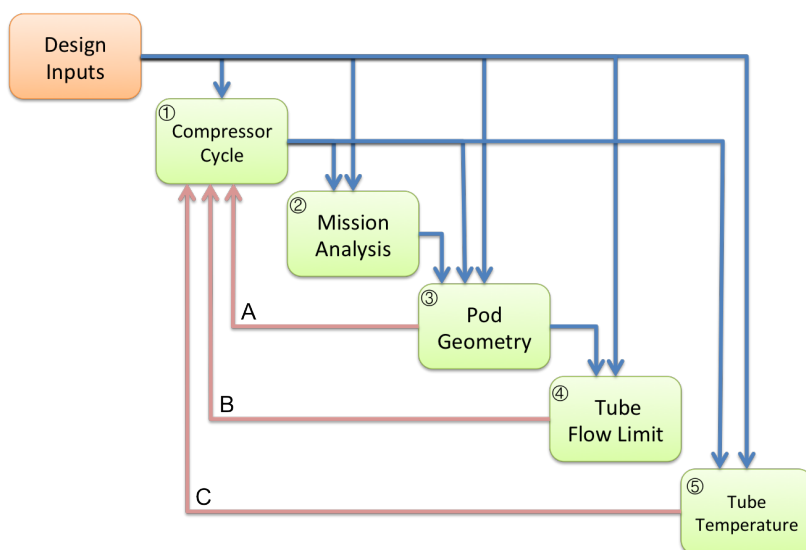 Design
Inputs
①
Compressor
Cycle
②
Mission
Analysis
③
Pod
Geometry
A
④
Tube
Flow Limit
B
⑤
Tube
Temperature
C